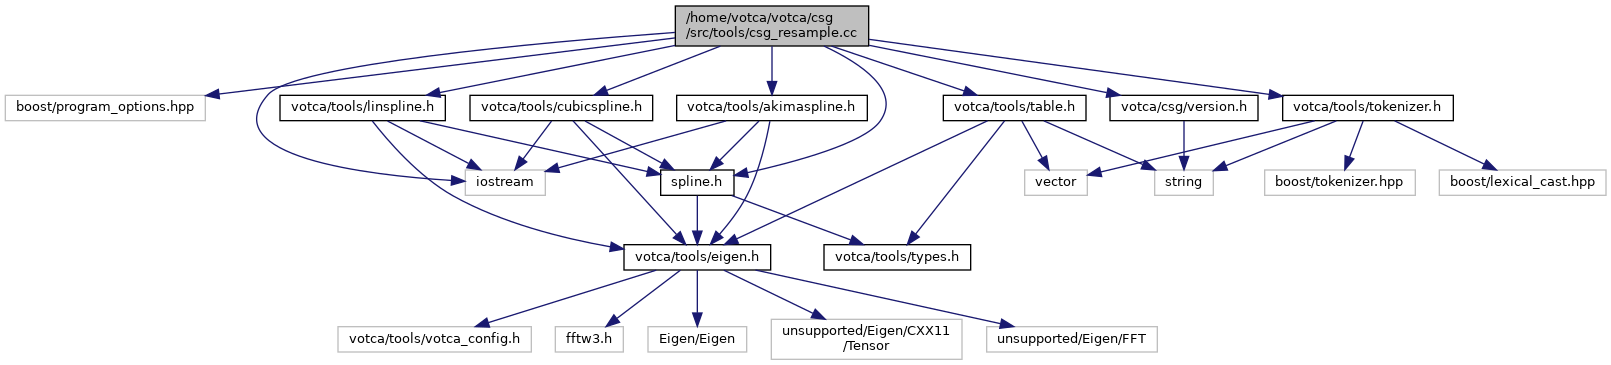 /home/votca/votca/csg
/src/tools/csg_resample.cc
boost/program_options.hpp
votca/tools/linspline.h
votca/tools/cubicspline.h
votca/tools/akimaspline.h
votca/tools/table.h
votca/csg/version.h
votca/tools/tokenizer.h
iostream
spline.h
vector
string
boost/tokenizer.hpp
boost/lexical_cast.hpp
votca/tools/eigen.h
votca/tools/types.h
votca/tools/votca_config.h
fftw3.h
Eigen/Eigen
unsupported/Eigen/CXX11
/Tensor
unsupported/Eigen/FFT